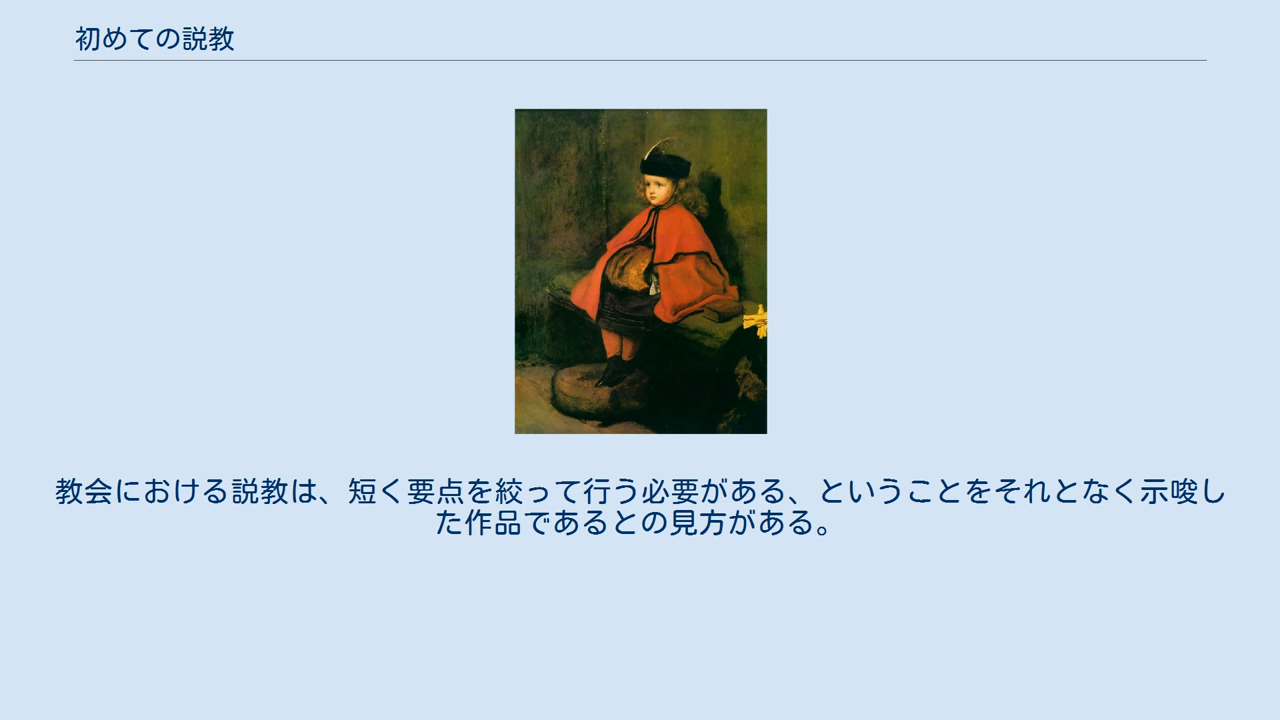 初めての説教
教会における説教は、短く要点を絞って行う必要がある、ということをそれとなく示唆し
た作品であるとの見方がある。